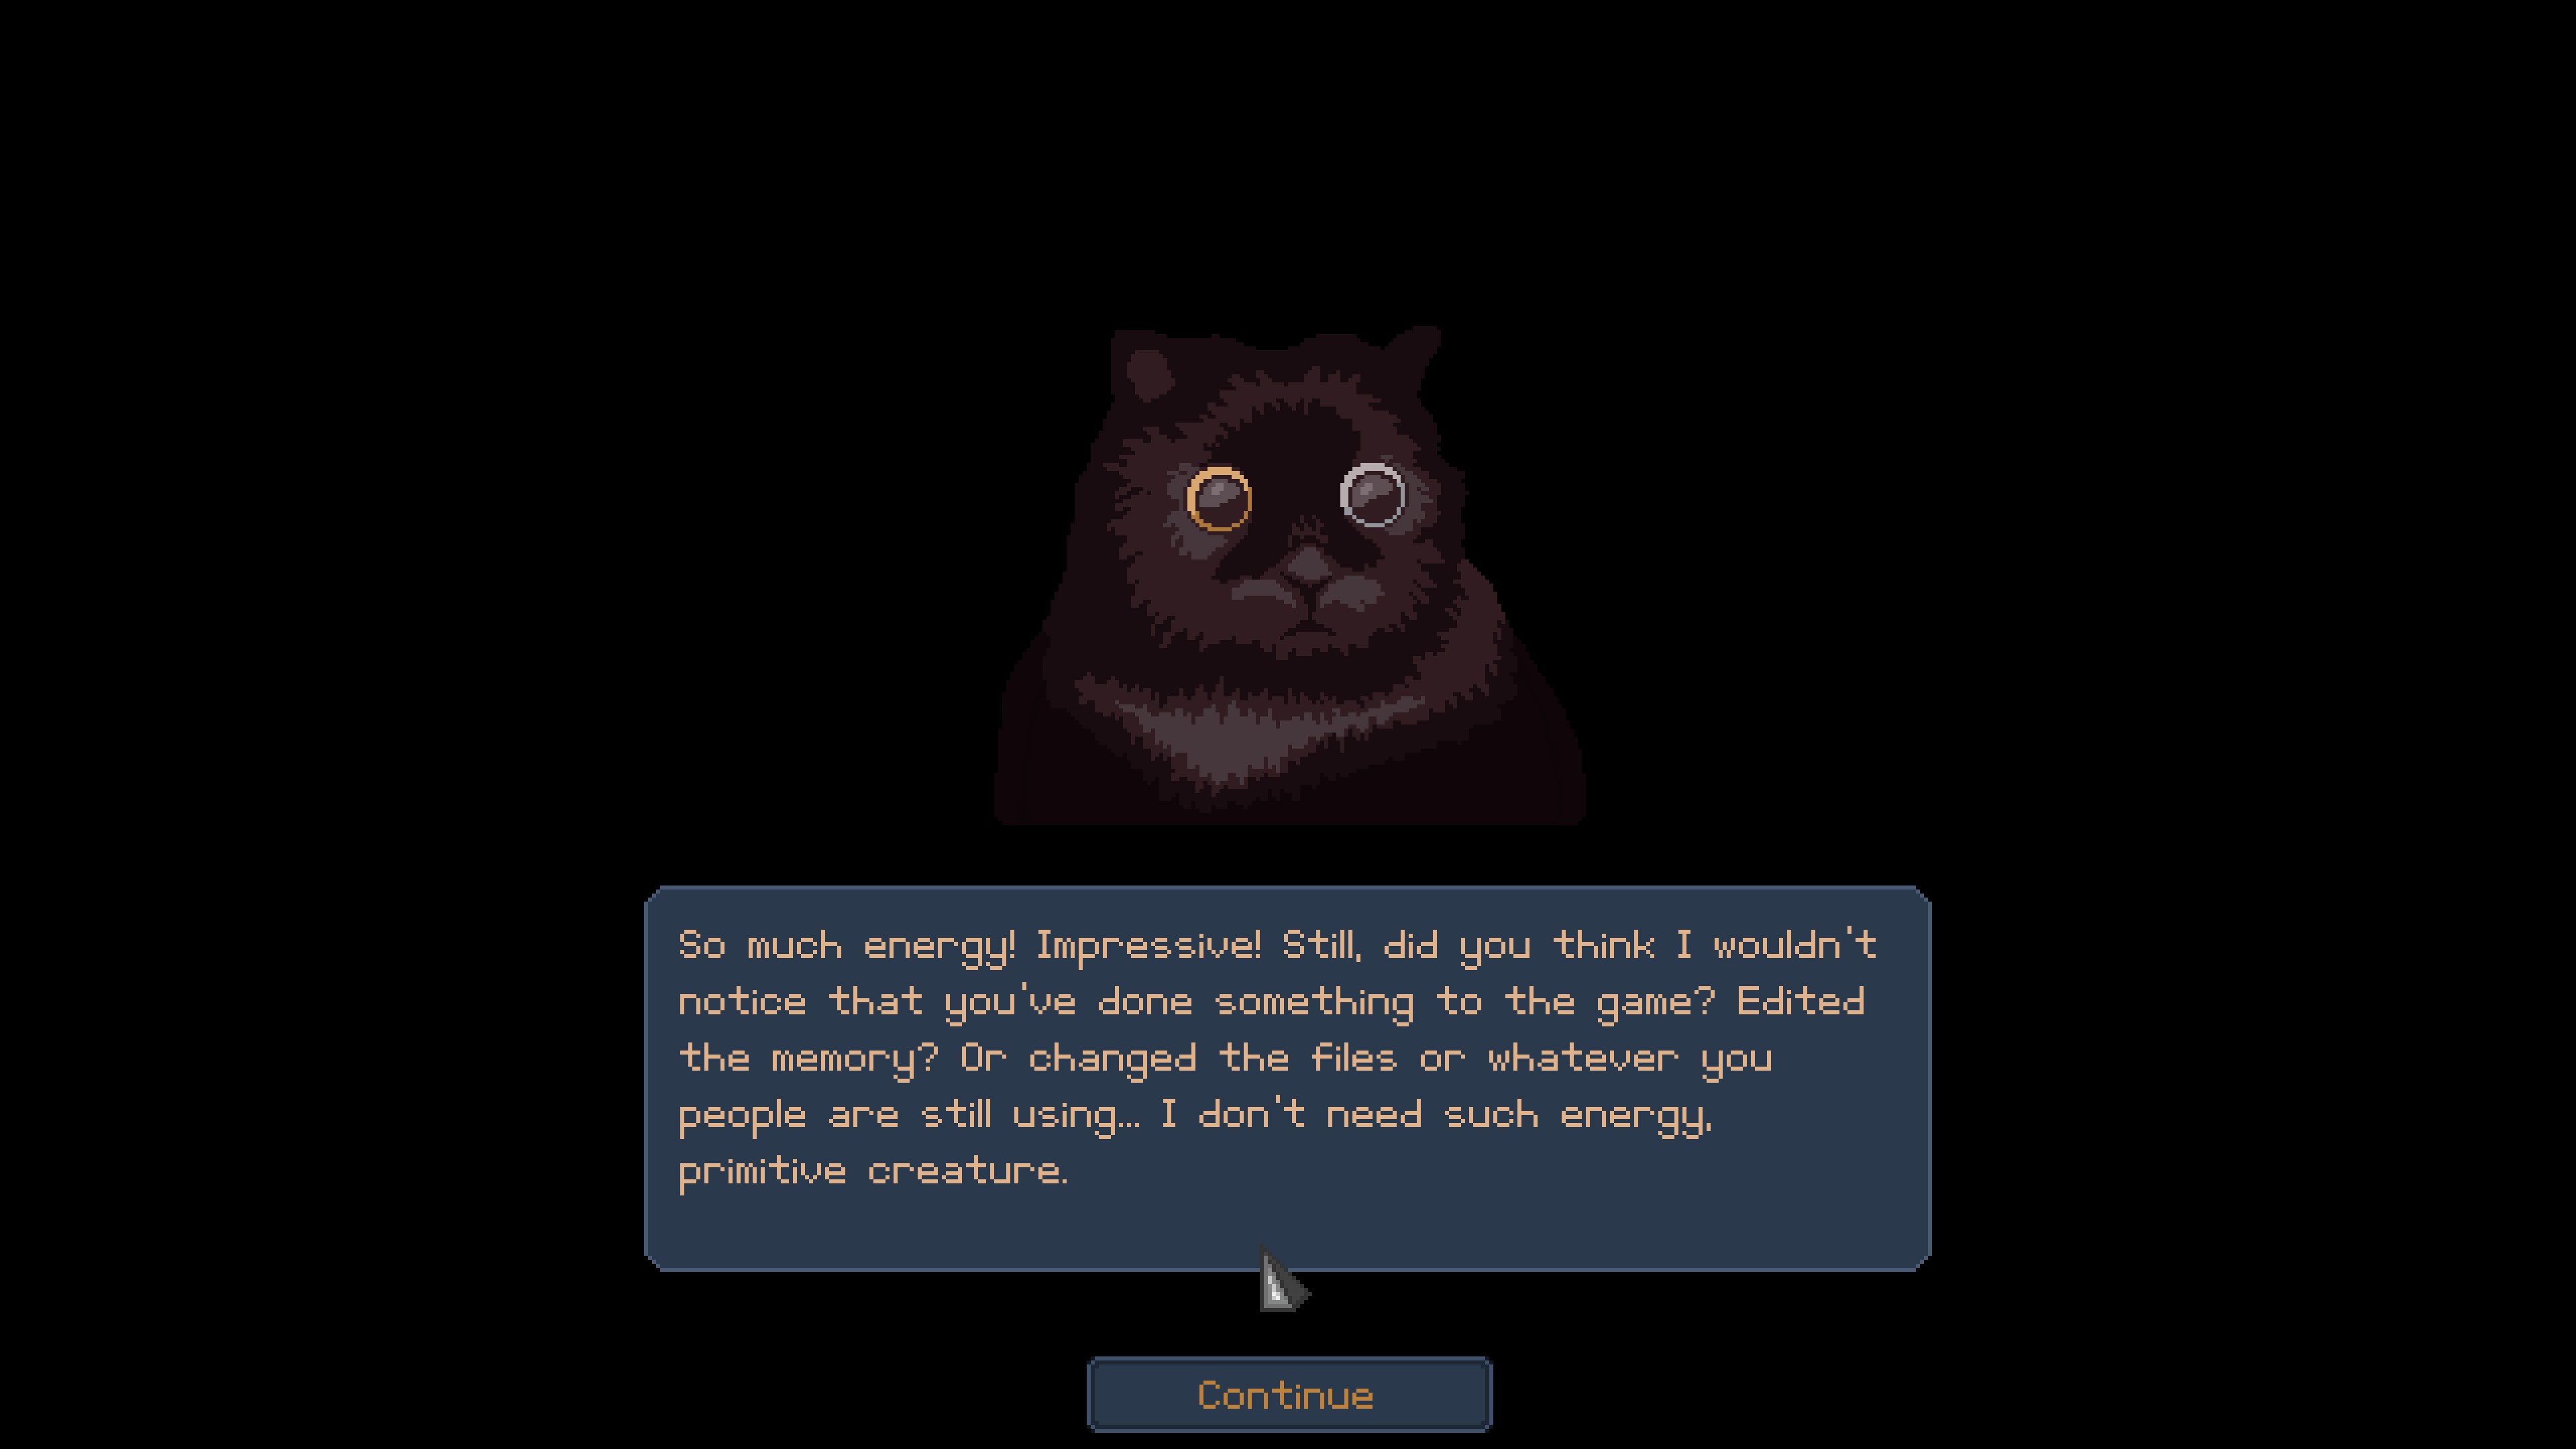 So much energy! Impressive! Still, did you think I wouldn't
notice that you've done something to the game? Edited
the memory? Or changed the files or whatever you
people are still using... I don't need such energy,
primitive creature.
Continue